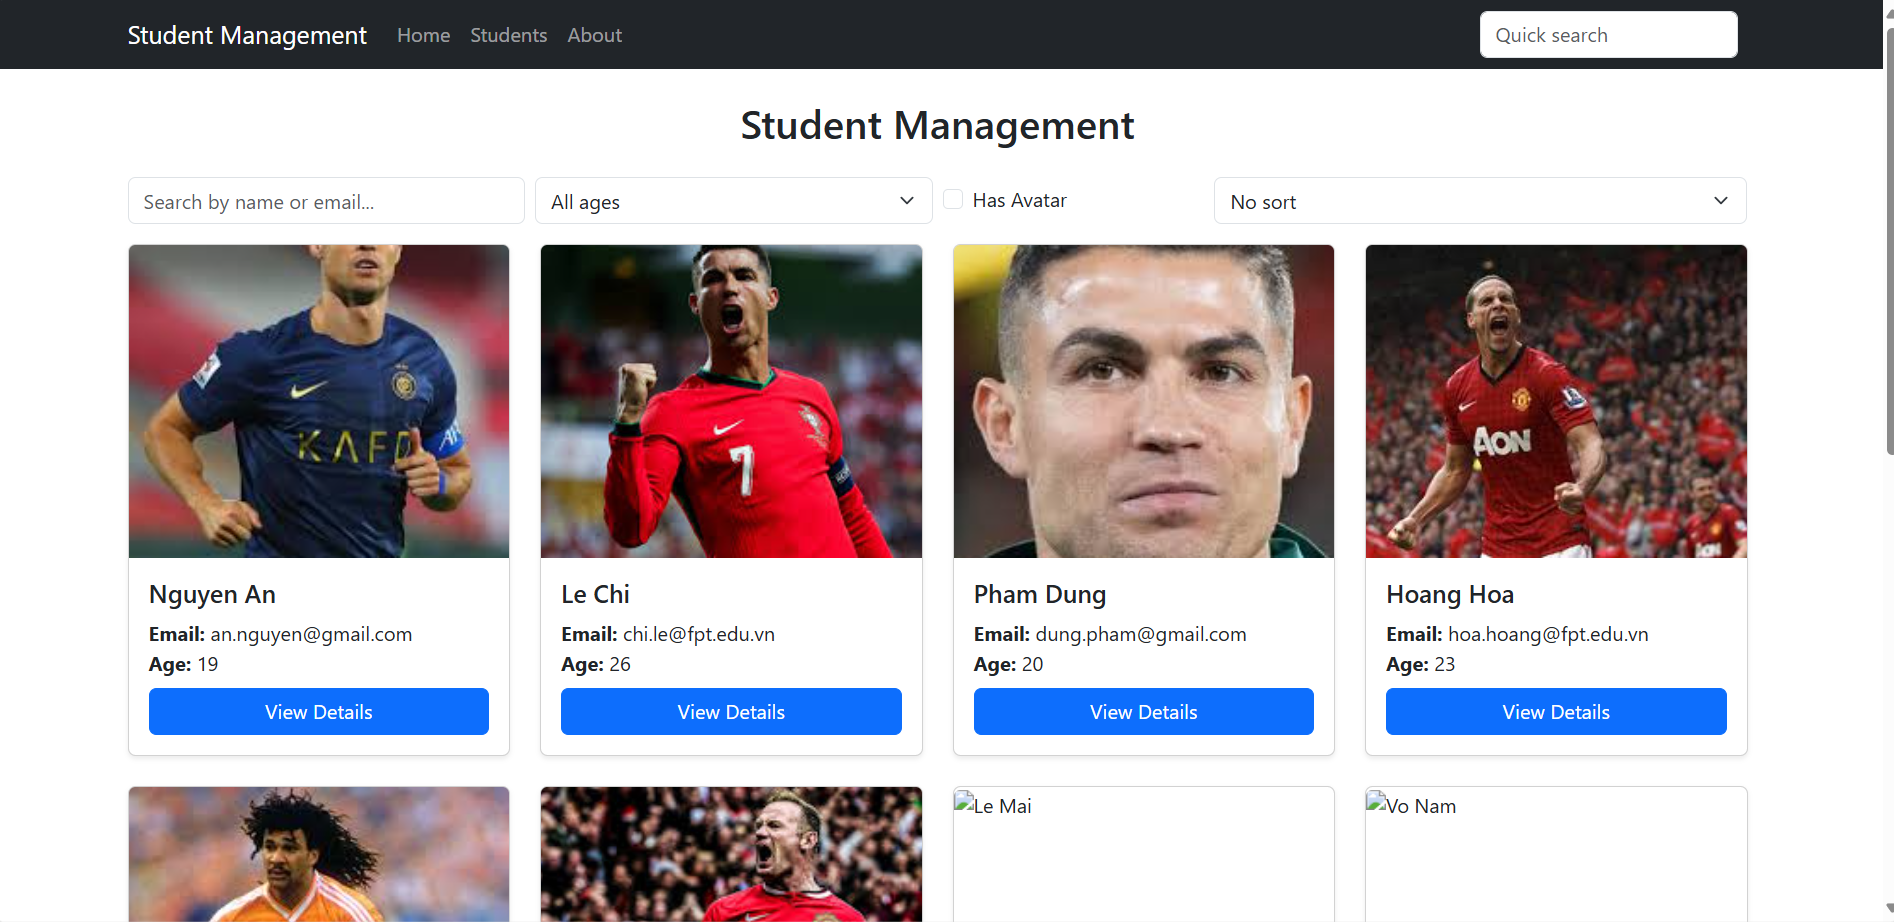 Student Management Home Students About Quick search
Student Management
Search by name or email... All ages Has Avatar No sort
KAFD
7
AON
Nguyen An
Email: an.nguyen@gmail.com
Age: 19
View Details
Le Chi
Email: chi.le@fpt.edu.vn
Age: 26
View Details
Pham Dung
Email: dung.pham@gmail.com
Age: 20
View Details
Hoang Hoa
Email: hoa.hoang@fpt.edu.vn
Age: 23
View Details
Le Mai
Vo Nam